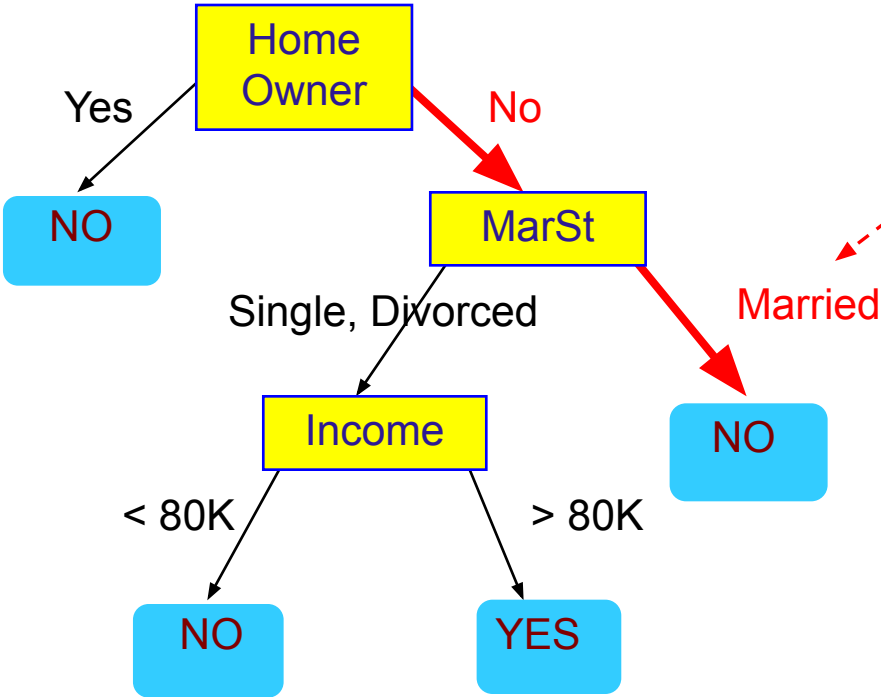 Home
Owner
Yes
No
NO
MarSt
Single, Divorced
Married
Income
NO
< 80K
> 80K
NO
YES